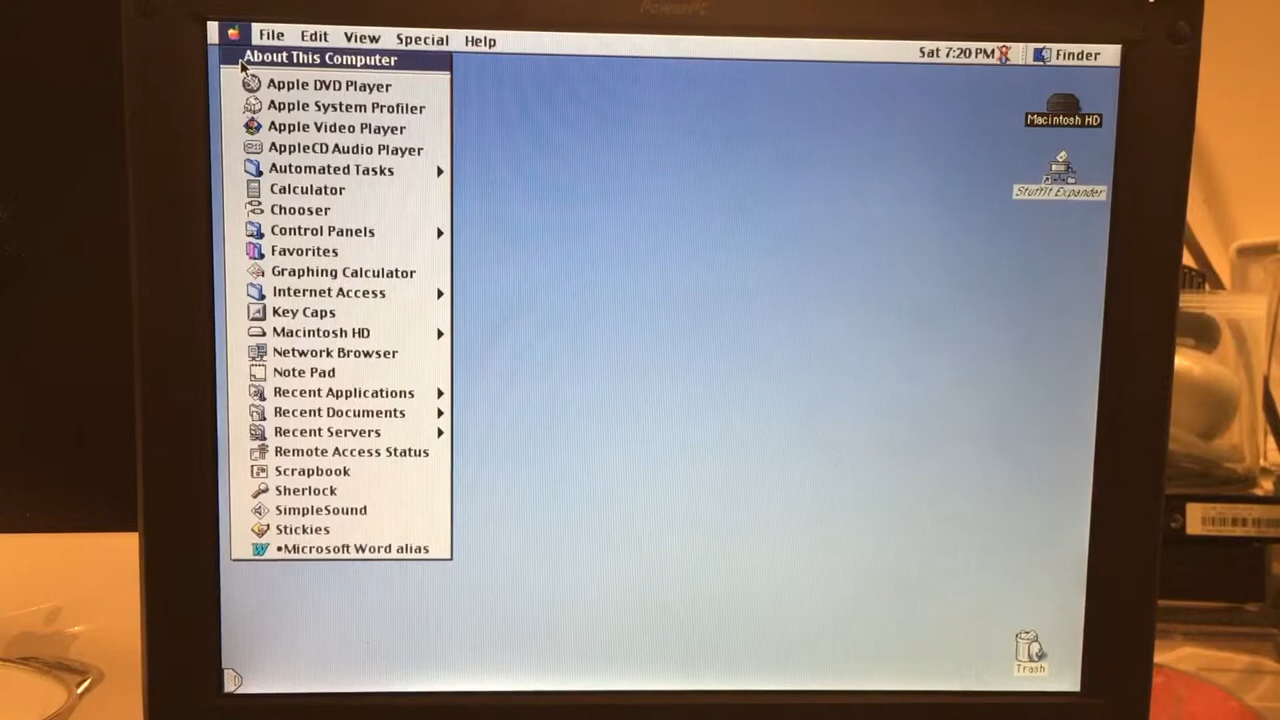 PowerPC
File Edit View Special Help
Sat 7:20 PM Finder
About This Computer
Apple DVD Player
Apple System Profiler
Apple Video Player
AppleCD Audio Player
Automated Tasks
Calculator
Chooser
Control Panels
Favorites
Graphing Calculator
Internet Access
Key Caps
Macintosh HD
Network Browser
Note Pad
Recent Applications
Recent Documents
Recent Servers
Remote Access Status
Scrapbook
Sherlock
SimpleSound
Stickies
•Microsoft Word alias
Macintosh HD
StuffIt Expander
Trash